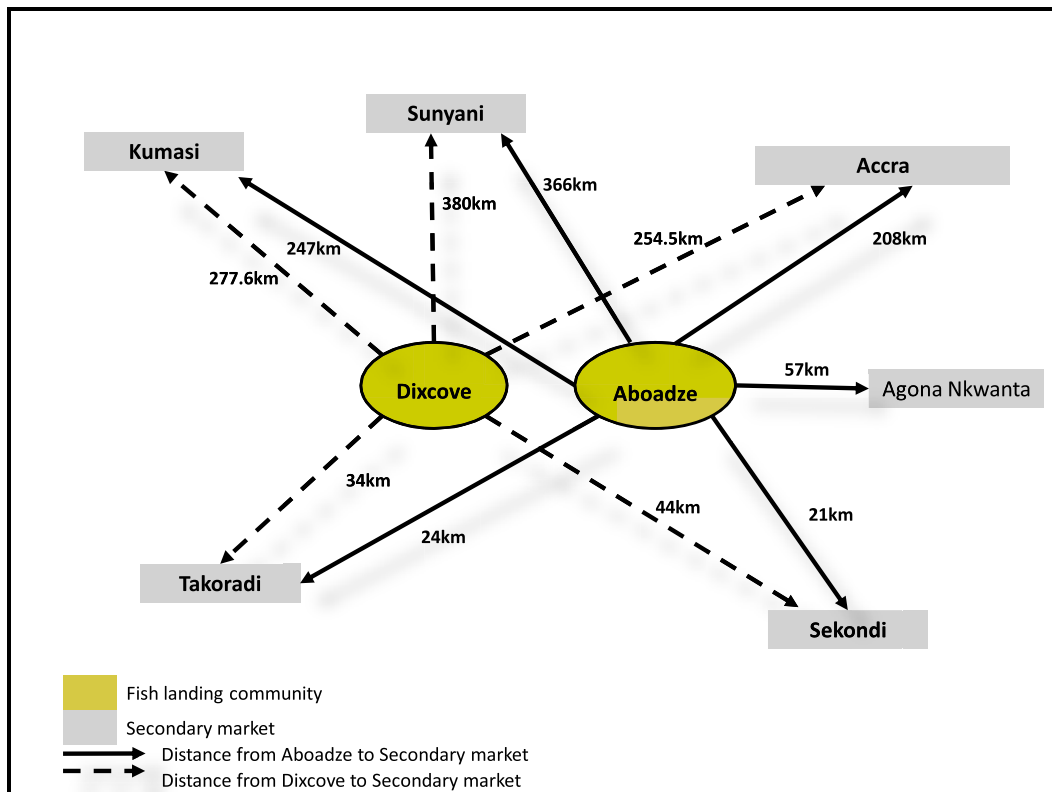 Sunyani
Kumasi
Accra
366km
380km
254.5km
208km
247km
277.6km
57km
Dixcove
Aboadze
Agona Nkwanta
34km
44km
21km
24km
Takoradi
Sekondi
Fish landing community
Secondary market
Distance from Aboadze to Secondary market
Distance from Dixcove to Secondary market